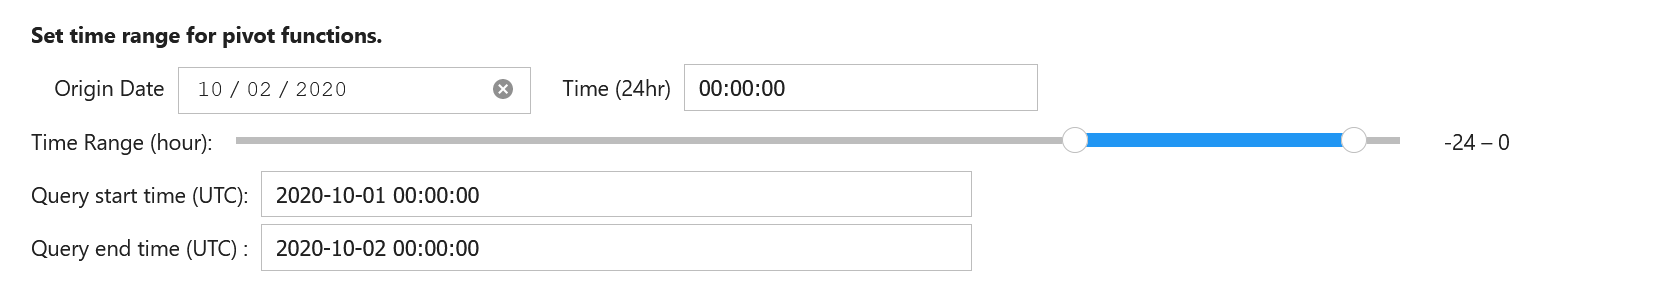 Set time range for pivot functions.
Origin Date 10 / 02 / 2020 Time (24hr) 00:00:00
Time Range (hour): -24 – 0
Query start time (UTC): 2020-10-01 00:00:00
Query end time (UTC) : 2020-10-02 00:00:00